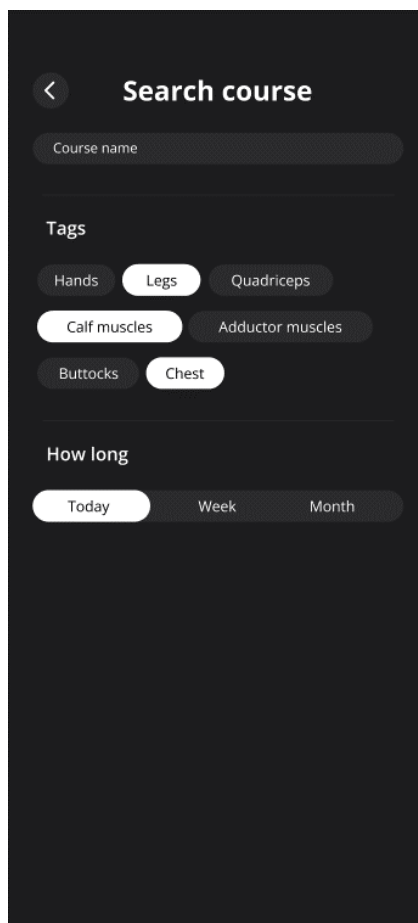 Search course
Course name
Tags
Hands Legs Quadriceps
Calf muscles Adductor muscles
Buttocks Chest
How long
Today Week Month